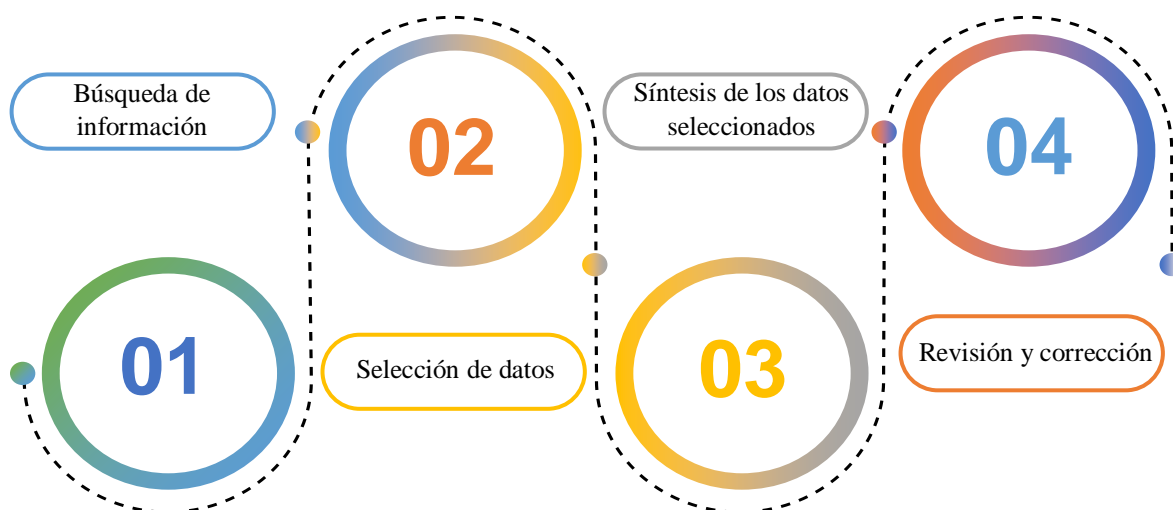 Búsqueda de
información
01
02
Selección de datos
Síntesis de los datos
seleccionados
03
04
Revisión y corrección